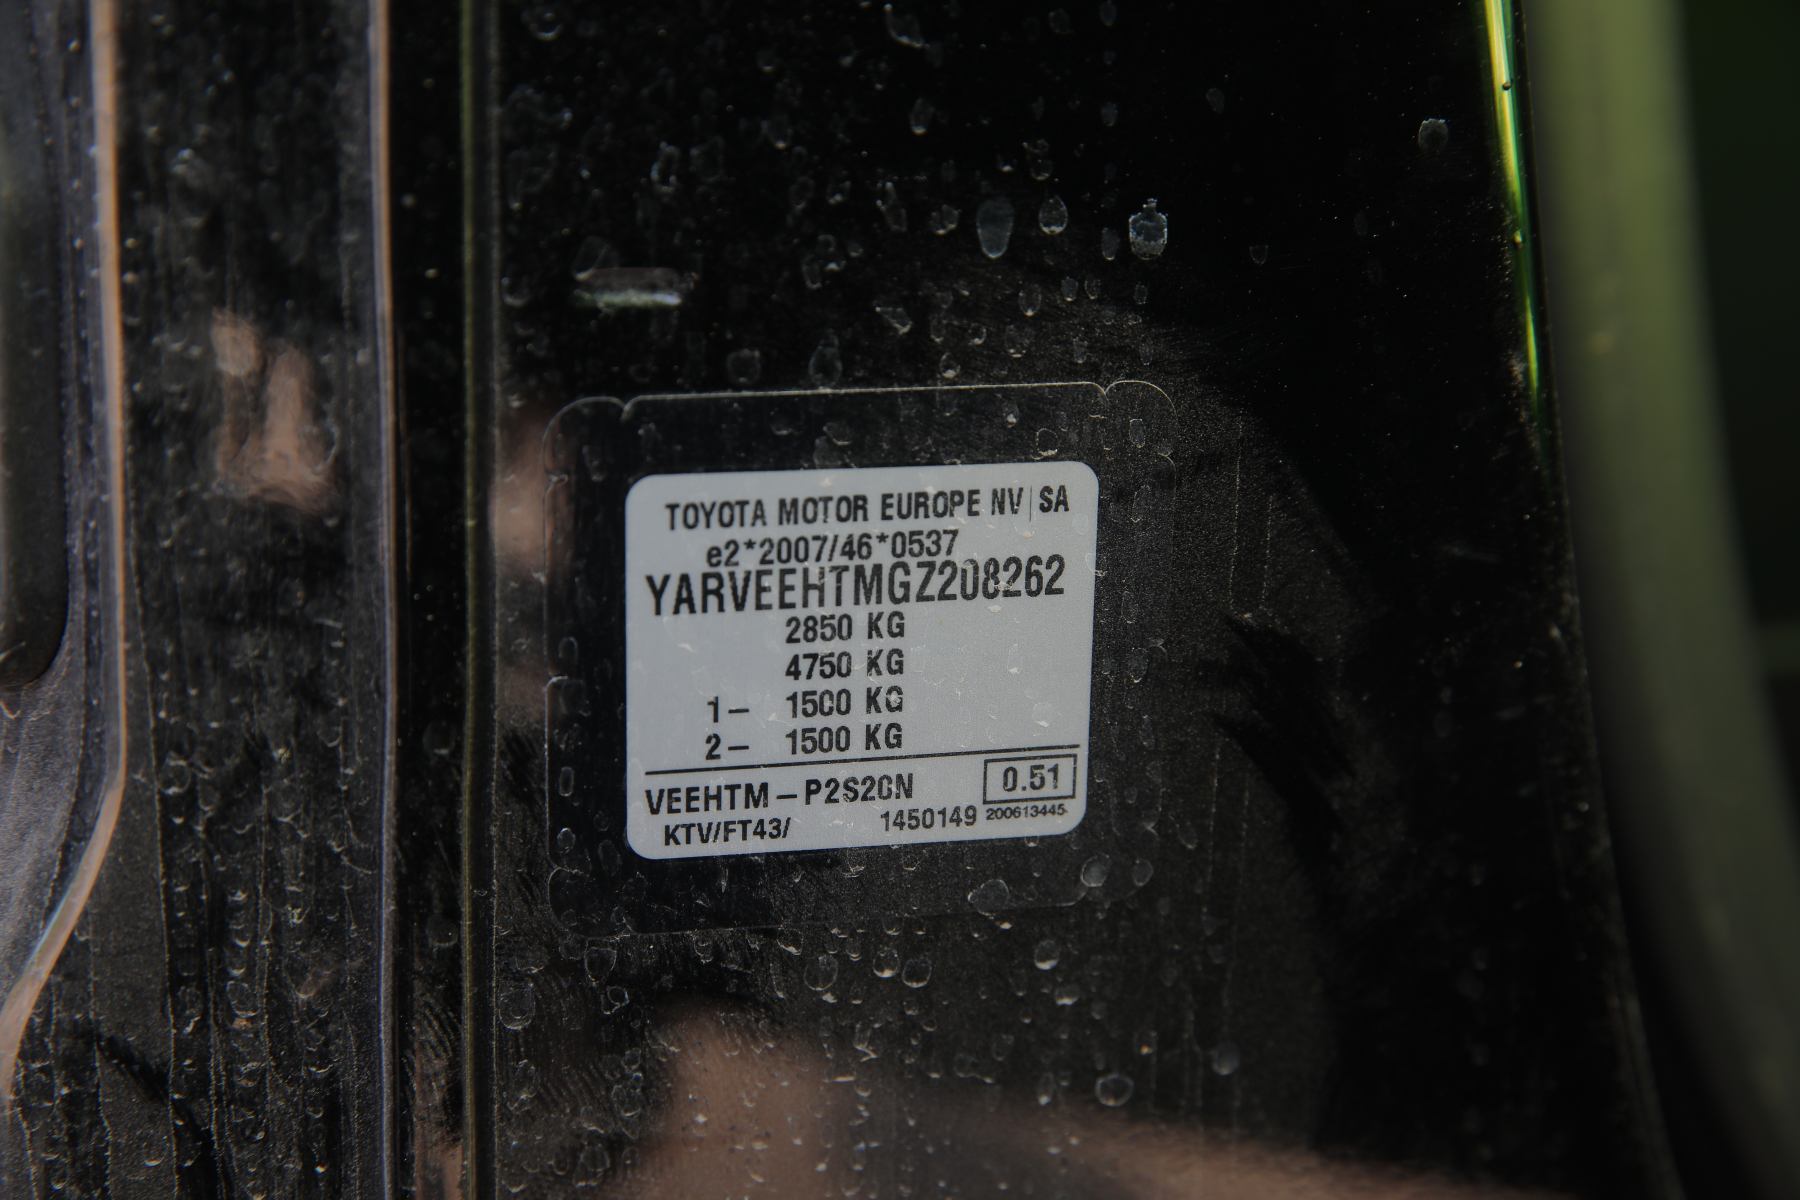 TOYOTA MOTOR EUROPE NV|SA
e2*2007/46*0537
YARVEEHTMGZ208262
2850 KG
4750 KG
1– 1500 KG
2– 1500 KG
VEEHTM–P2S20N 0.51
KTV/FT43/ 1450149 200613445